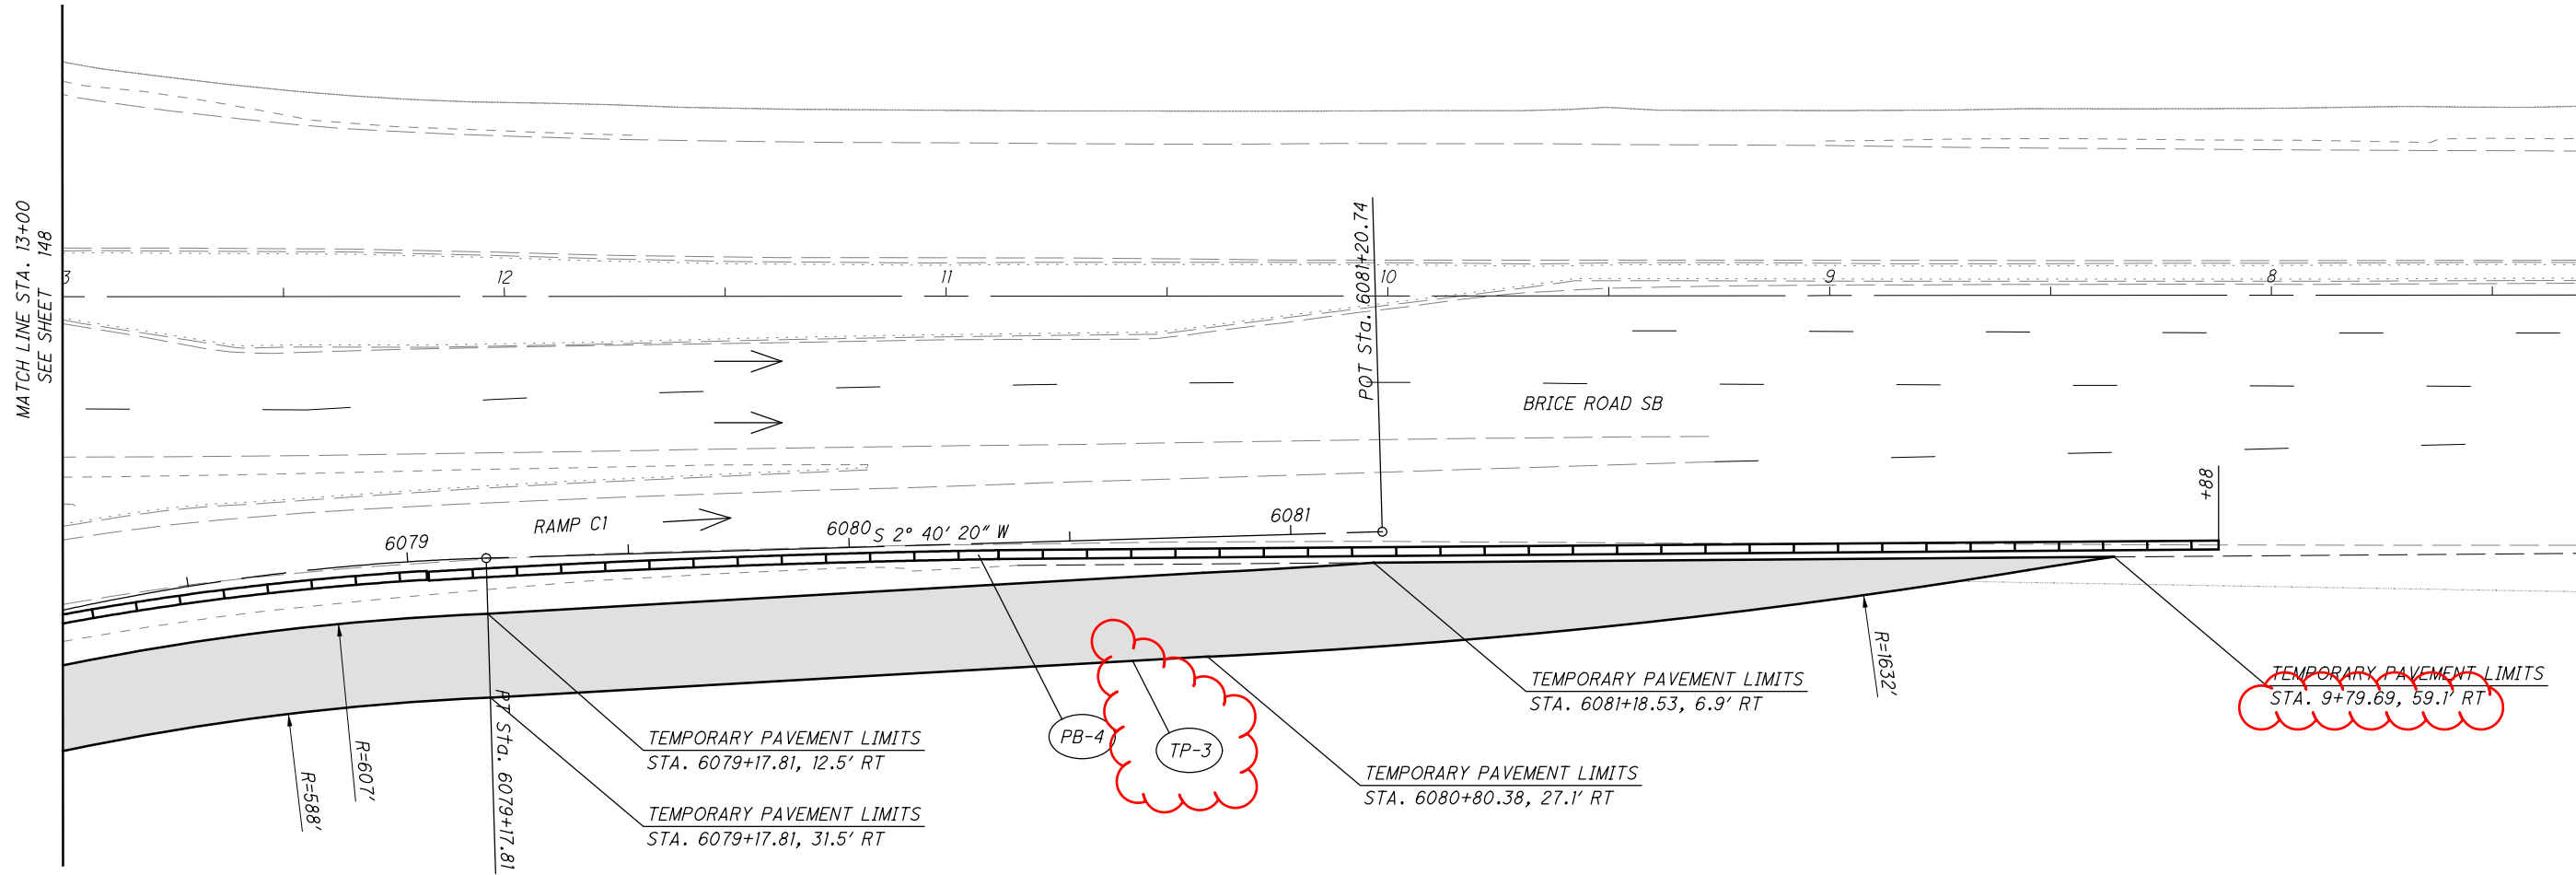 MATCH LINE STA. 13+00
SEE SHEET 148
3
12
11
10
9
8
POT Sta. 6081+20.74
BRICE ROAD SB
+88
RAMP C1
6079
6080
S 2° 40' 20" W
6081
R=588'
R=607'
PT Sta. 6079+17.81
TEMPORARY PAVEMENT LIMITS
STA. 6079+17.81, 12.5' RT
TEMPORARY PAVEMENT LIMITS
STA. 6079+17.81, 31.5' RT
PB-4
TP-3
TEMPORARY PAVEMENT LIMITS
STA. 6080+80.38, 27.1' RT
TEMPORARY PAVEMENT LIMITS
STA. 6081+18.53, 6.9' RT
R=1632'
TEMPORARY PAVEMENT LIMITS
STA. 9+79.69, 59.1' RT